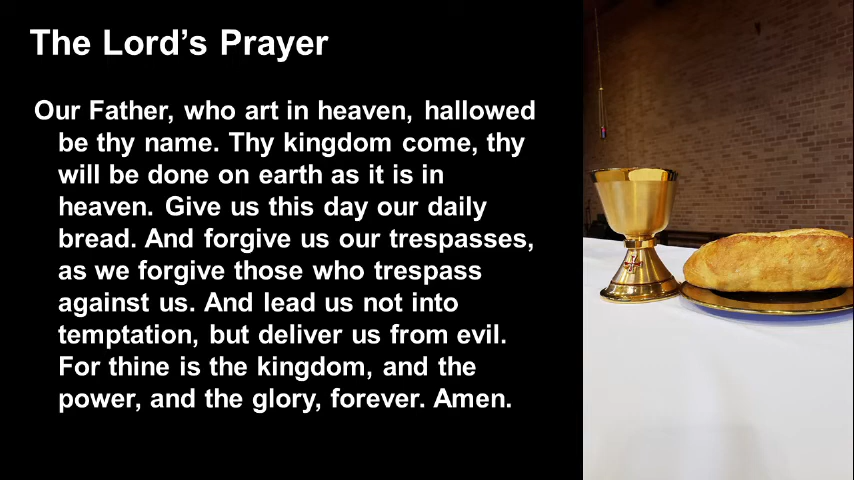 The Lord’s Prayer
Our Father, who art in heaven, hallowed
be thy name. Thy kingdom come, thy
will be done on earth as it is in
heaven. Give us this day our daily
bread. And forgive us our trespasses,
as we forgive those who trespass
against us. And lead us not into
temptation, but deliver us from evil.
For thine is the kingdom, and the
power, and the glory, forever. Amen.